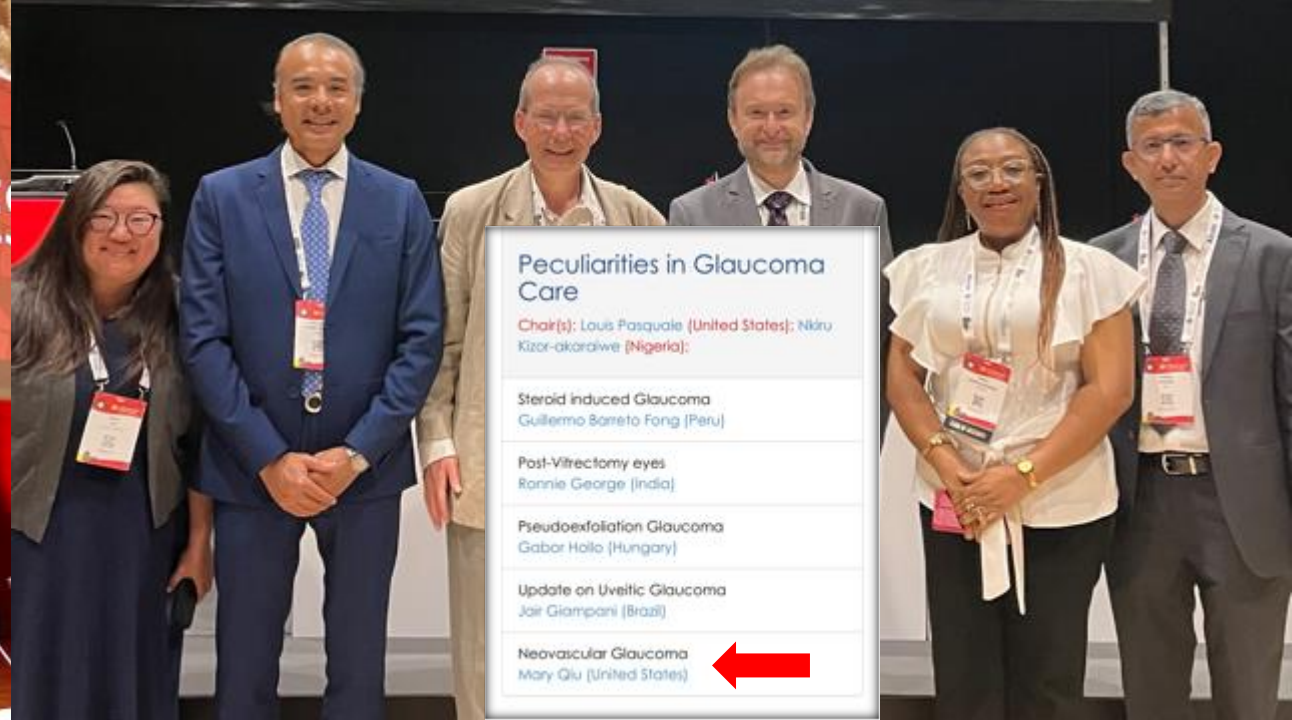 Peculiarities in Glaucoma
Care
Chair(s): Louis Pasquale (United States); Nkiru
Kizor-akaraiwe (Nigeria);
Steroid induced Glaucoma
Guillermo Barreto Fong (Peru)
Post-Vitrectomy eyes
Ronnie George (India)
Pseudoexfoliation Glaucoma
Gabor Hollo (Hungary)
Update on Uveitic Glaucoma
Jair Giampani (Brazil)
Neovascular Glaucoma
Mary Qiu (United States)